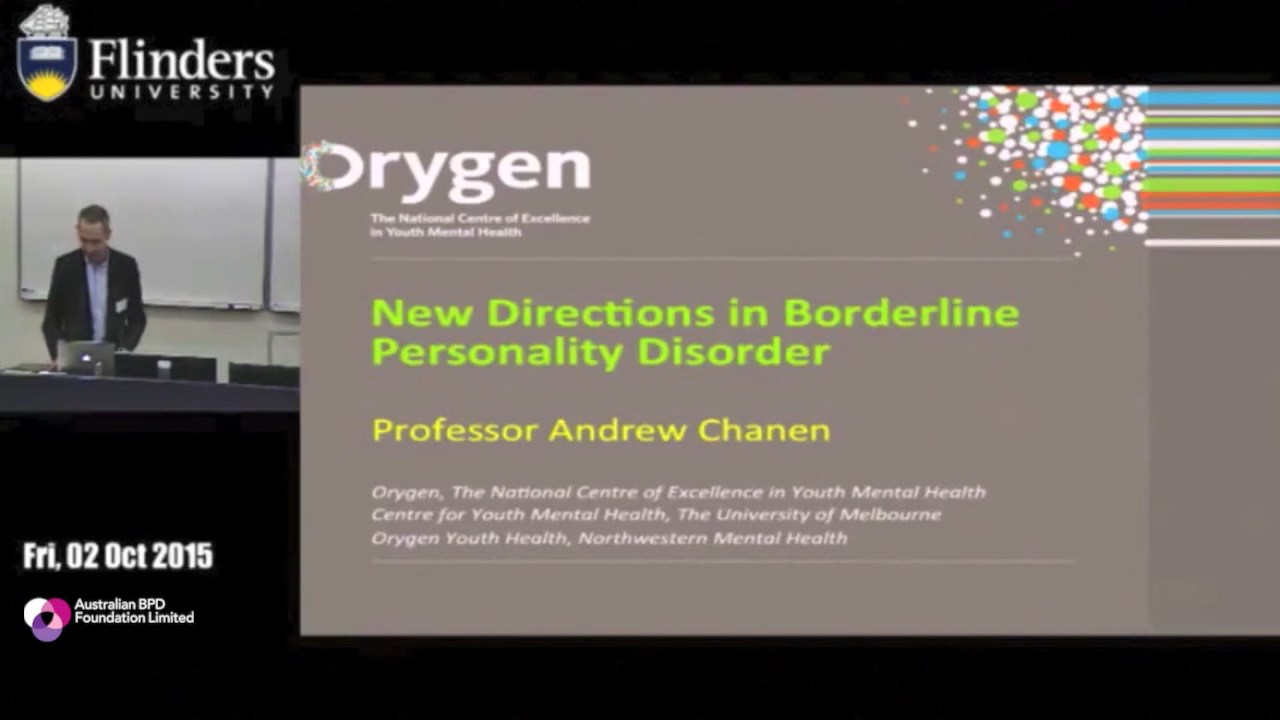 Flinders
UNIVERSITY
Orygen
The National Centre of Excellence
in Youth Mental Health
New Directions in Borderline
Personality Disorder
Professor Andrew Chanen
Orygen, The National Centre of Excellence in Youth Mental Health
Centre for Youth Mental Health, The University of Melbourne
Orygen Youth Health, Northwestern Mental Health
Fri, 02 Oct 2015
Australian BPD
Foundation Limited